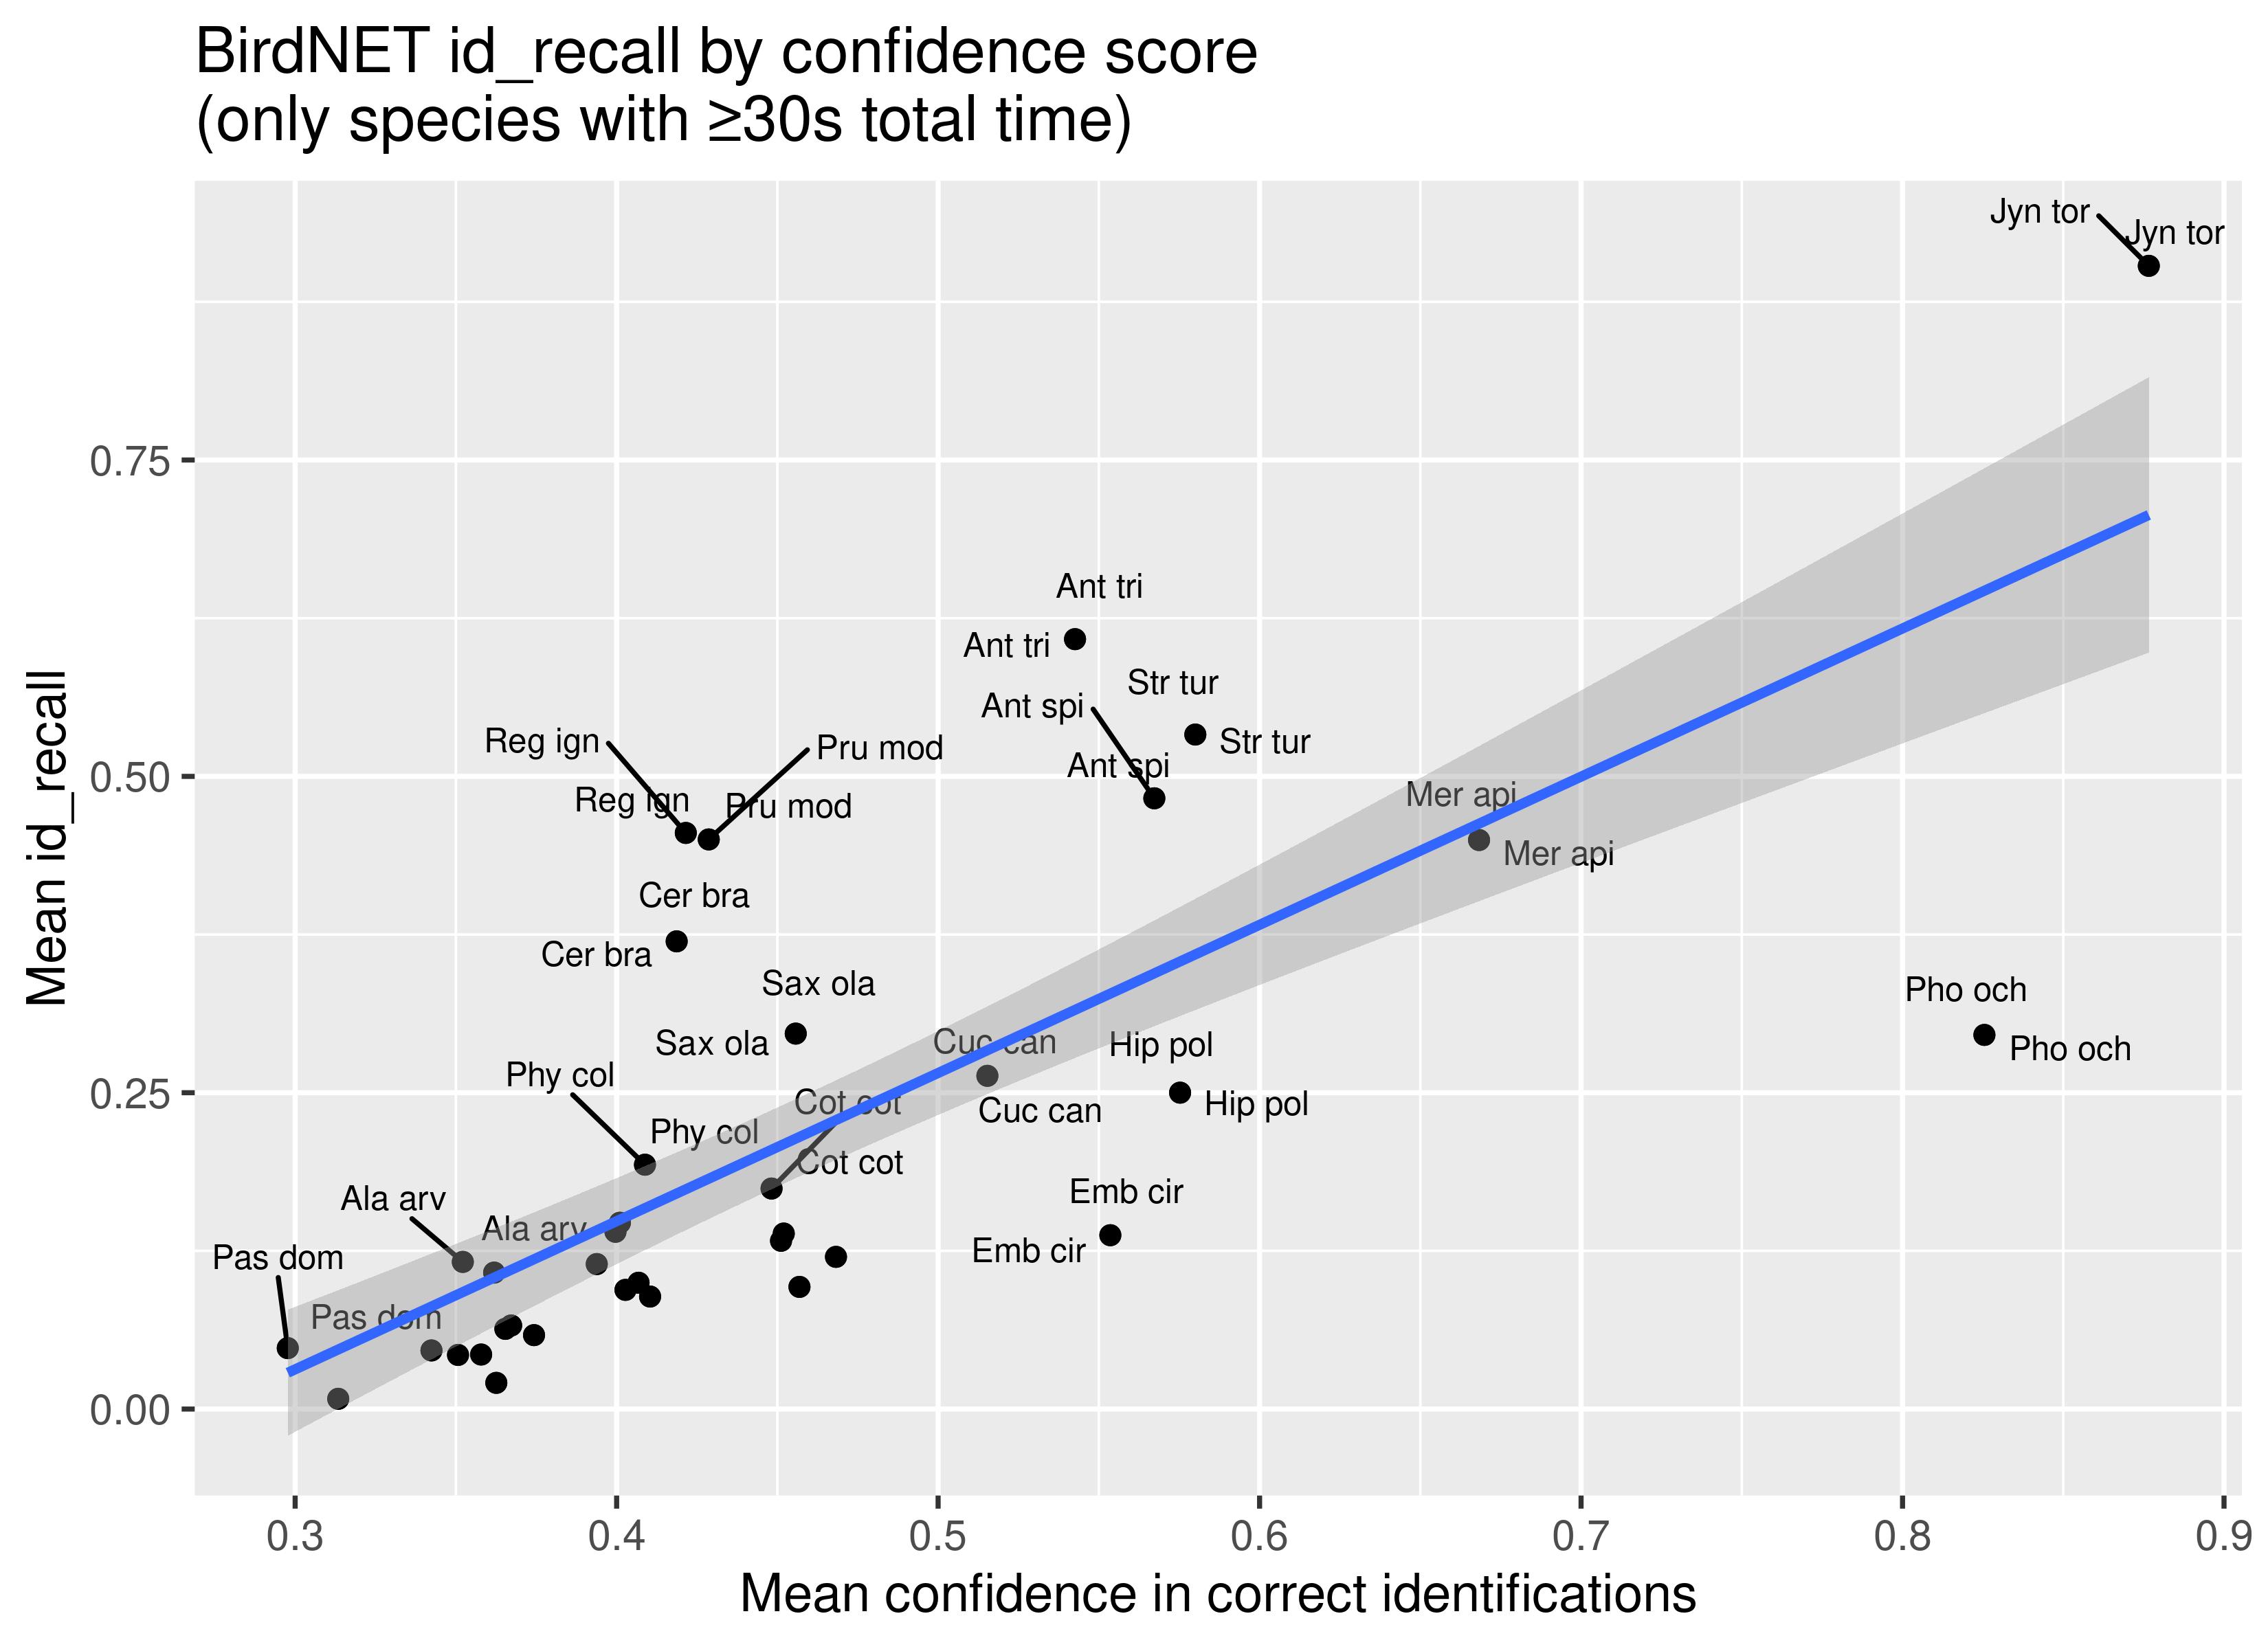 BirdNET id_recall by confidence score
(only species with ≥30s total time)
Jyn tor
Jyn tor
0.75
Ant tri
Ant tri
Str tur
Ant spi
Str tur
Reg ign
Pru mod
Ant spi
0.50
Mer api
Reg ign
Pru mod
Mer api
Cer bra
Cer bra
Sax ola
Pho och
Sax ola
Cuc can
Hip pol
Pho och
Phy col
0.25
Cot cot
Cuc can
Hip pol
Phy col
Cot cot
Ala arv
Emb cir
Ala arv
Emb cir
Pas dom
Pas dom
0.00
Mean id_recall
0.3 0.4 0.5 0.6 0.7 0.8 0.9
Mean confidence in correct identifications